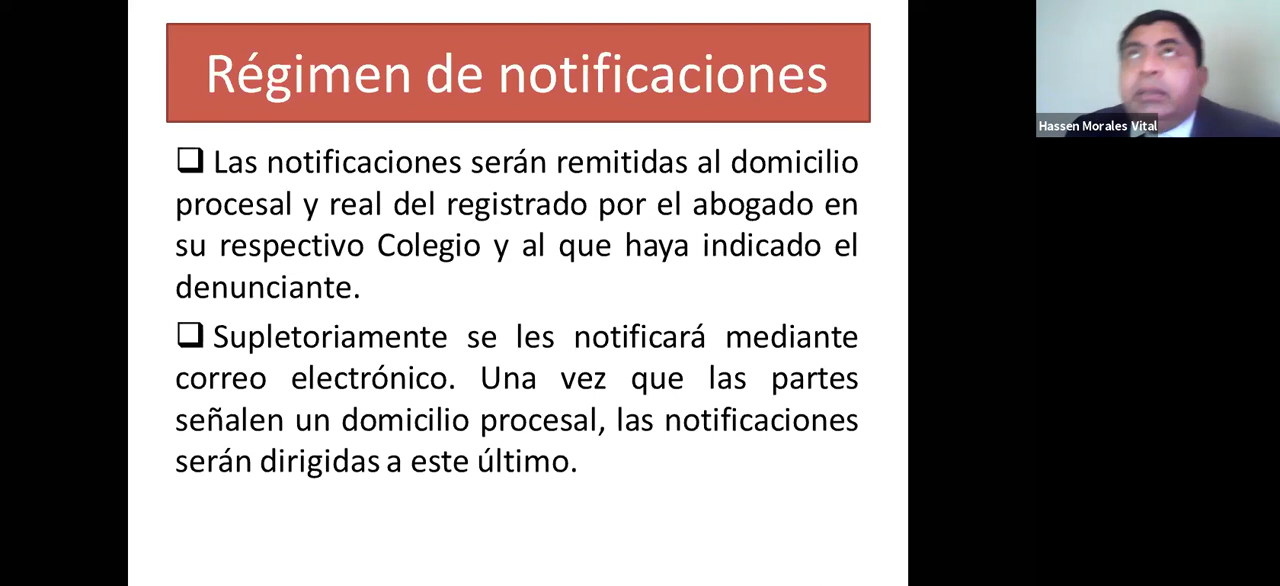 Régimen de notificaciones
Hassen Morales Vital
❑ Las notificaciones serán remitidas al domicilio
procesal y real del registrado por el abogado en
su respectivo Colegio y al que haya indicado el
denunciante.
❑ Supletoriamente se les notificará mediante
correo electrónico. Una vez que las partes
señalen un domicilio procesal, las notificaciones
serán dirigidas a este último.